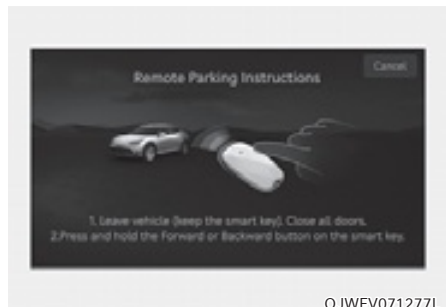 Cancel
Remote Parking Instructions
1. Leave vehicle (keep the smart key). Close all doors.
2.Press and hold the Forward or Backward button on the smart key.
OJWEV071277L